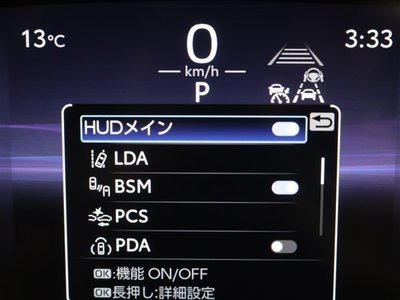 13℃
0
3:33
km/h
P
HUDメイン
LDA
BSM
PCS
PDA
OK:機能 ON/OFF
OK長押し:詳細設定